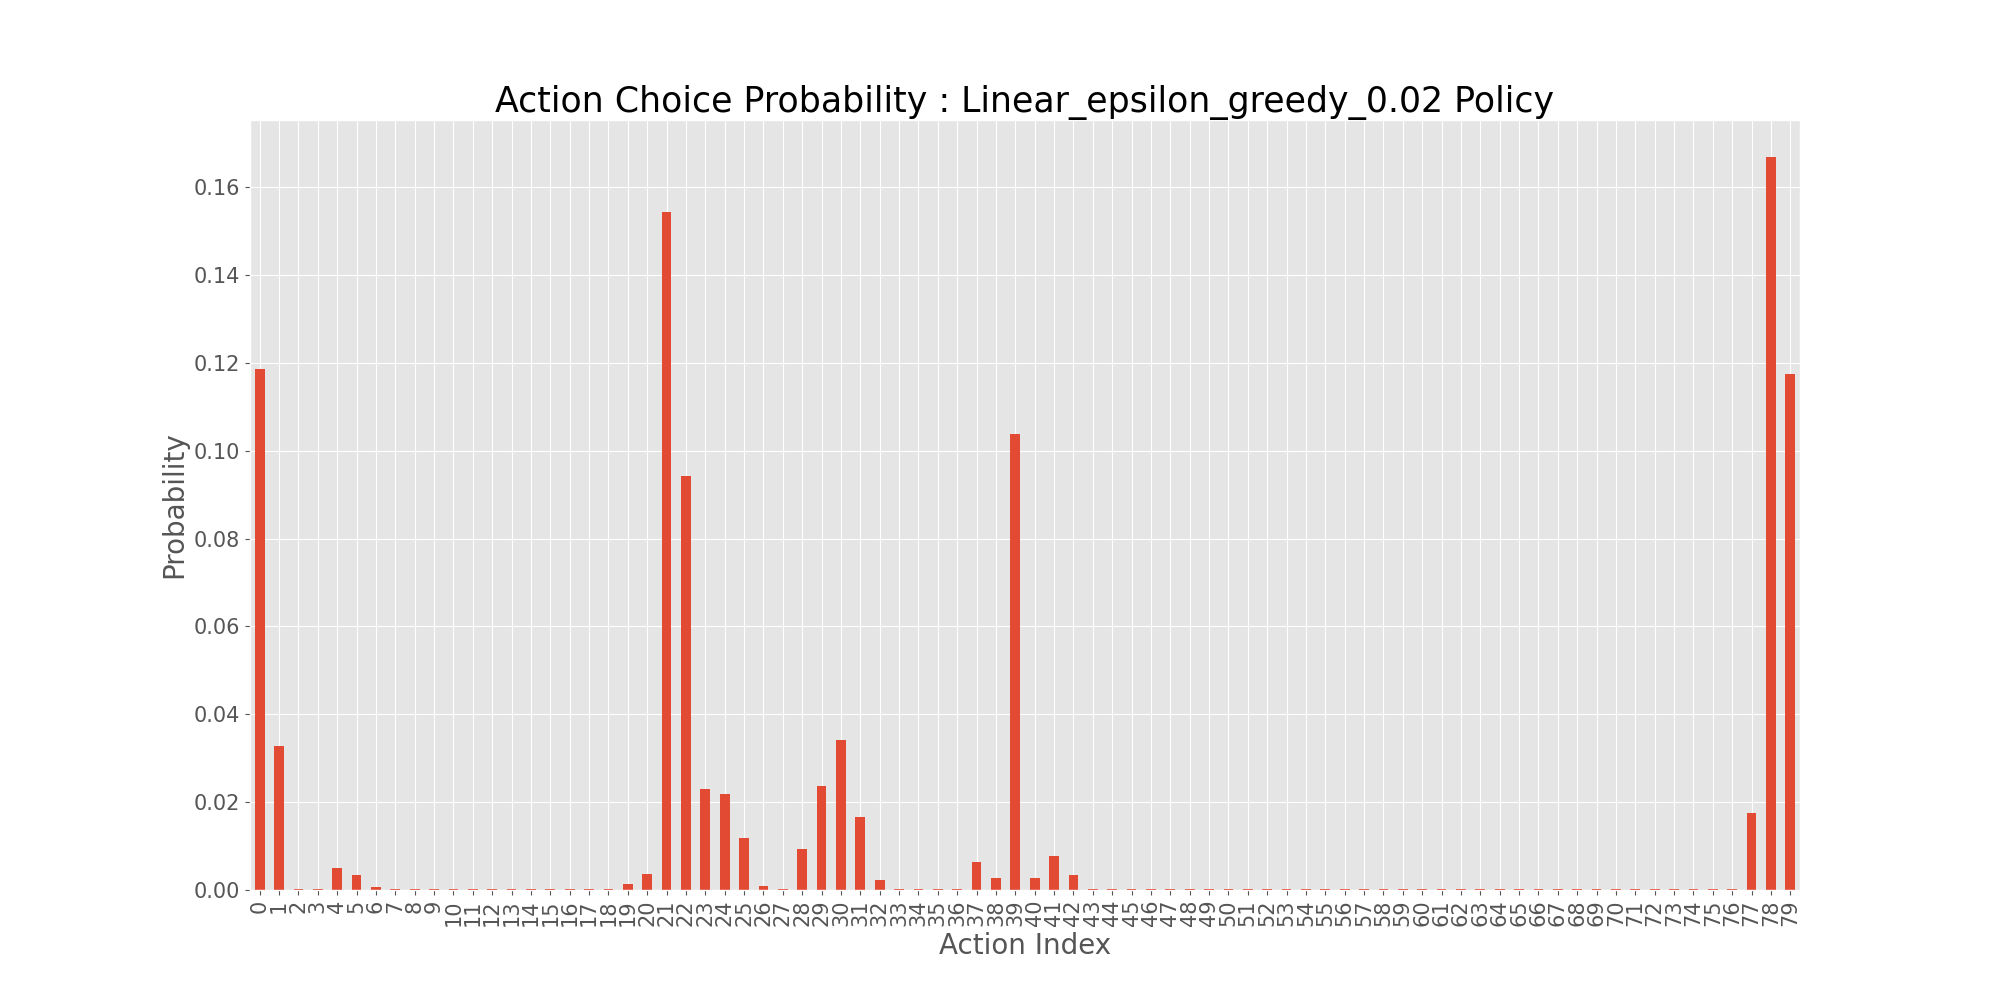 Action Choice Probability : Linear_epsilon_greedy_0.02 Policy
0.16
0.14
0.12
0.10
0.08
0.06
0.04
0.02
0.00
Probability
0 1 2 3 4 5 6 7 8 9 10 11 12 13 14 15 16 17 18 19 20 21 22 23 24 25 26 27 28 29 30 31 32 33 34 35 36 37 38 39 40 41 42 43 44 45 46 47 48 49 50 51 52 53 54 55 56 57 58 59 60 61 62 63 64 65 66 67 68 69 70 71 72 73 74 75 76 77 78 79
Action Index